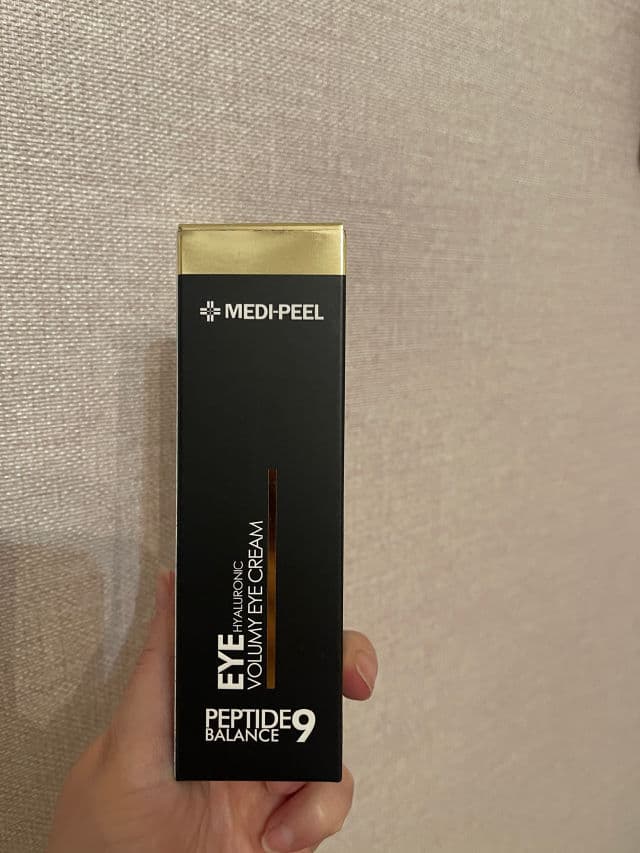 MEDI-PEEL
EYE HYALURONIC
VOLUMY EYE CREAM
PEPTIDE 9
BALANCE